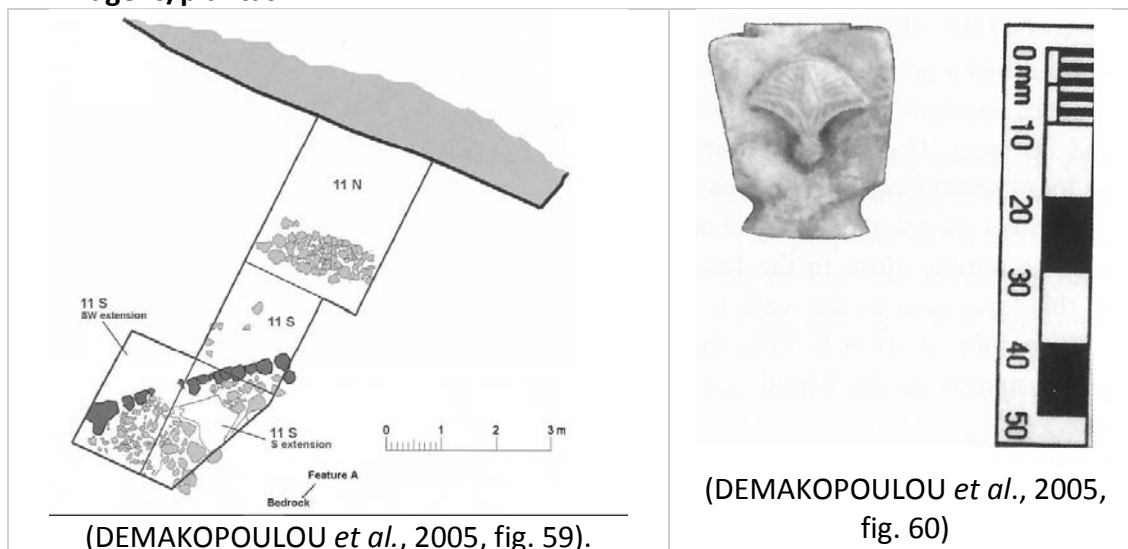 11 N
11 S
SW extension
11 S
11 S
S extension
0 1 2 3 m
Feature A
Bedrock
(DEMAKOPOULOU et al., 2005, fig. 59).
0 mm 10
20
30
40
50
(DEMAKOPOULOU et al., 2005,
fig. 60)